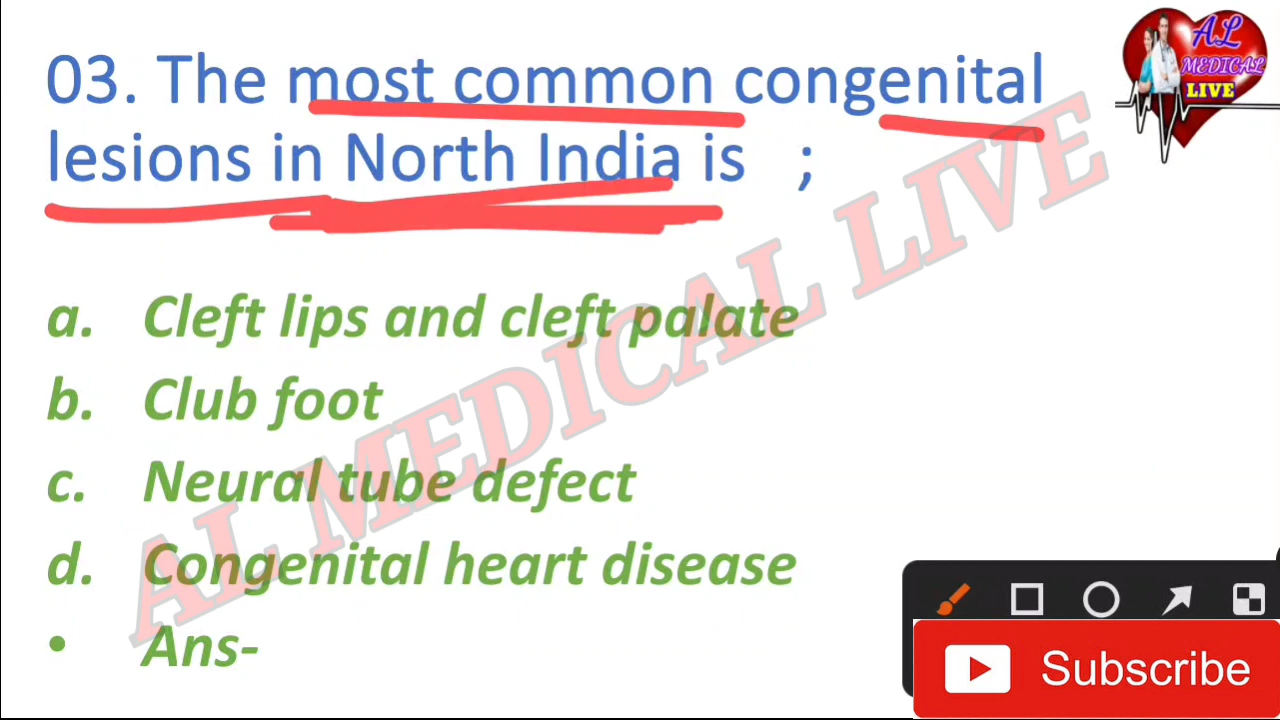 03. The most common congenital
lesions in North India is ;
a. Cleft lips and cleft palate
b. Club foot
c. Neural tube defect
d. Congenital heart disease
• Ans-
AL
MEDICAL
LIVE
AL MEDICAL LIVE
Subscribe